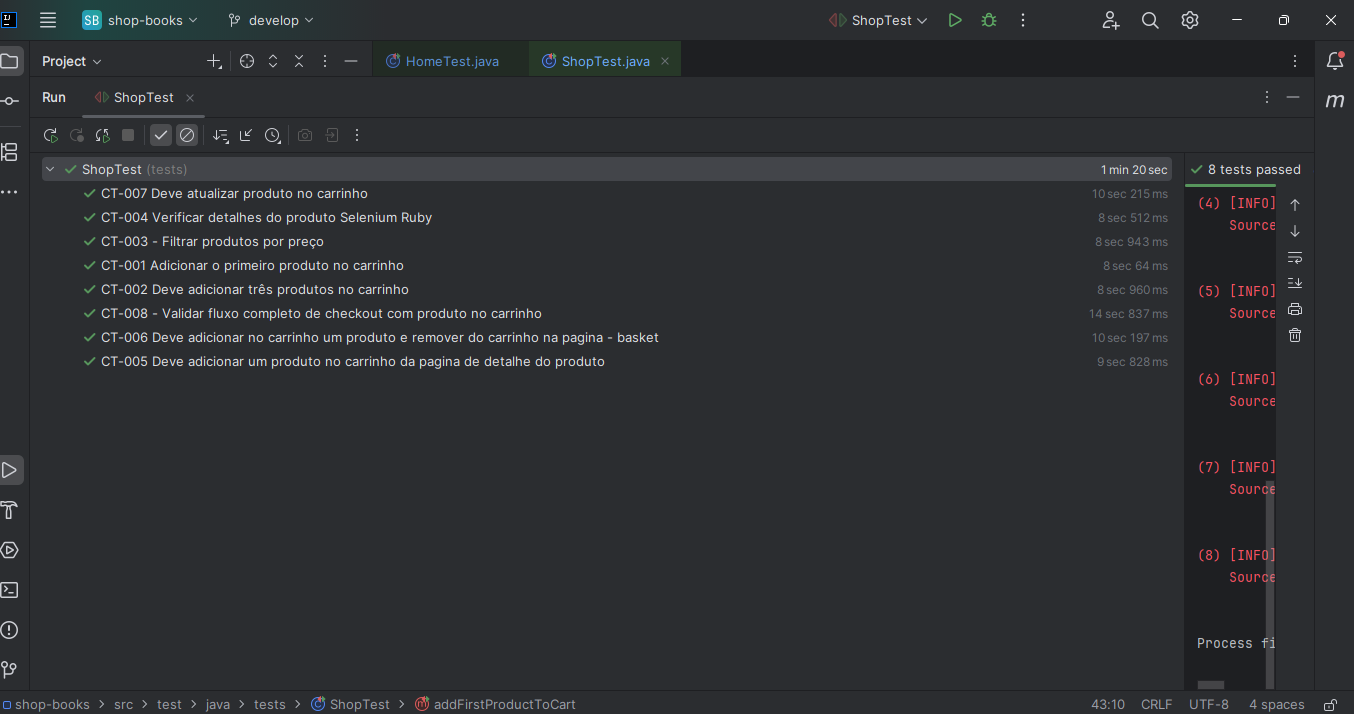 SB shop-books develop ShopTest
Project HomeTest.java ShopTest.java
Run ShopTest
ShopTest (tests) 1 min 20 sec
8 tests passed
CT-007 Deve atualizar produto no carrinho 10 sec 215 ms
CT-004 Verificar detalhes do produto Selenium Ruby 8 sec 512 ms
CT-003 - Filtrar produtos por preço 8 sec 943 ms
CT-001 Adicionar o primeiro produto no carrinho 8 sec 64 ms
CT-002 Deve adicionar três produtos no carrinho 8 sec 960 ms
CT-008 - Validar fluxo completo de checkout com produto no carrinho 14 sec 837 ms
CT-006 Deve adicionar no carrinho um produto e remover do carrinho na pagina - basket 10 sec 197 ms
CT-005 Deve adicionar um produto no carrinho da pagina de detalhe do produto 9 sec 828 ms
(4) [INFO]
Source
(5) [INFO]
Source
(6) [INFO]
Source
(7) [INFO]
Source
(8) [INFO]
Source
Process fi
shop-books > src > test > java > tests > ShopTest > addFirstProductToCart 43:10 CRLF UTF-8 4 spaces